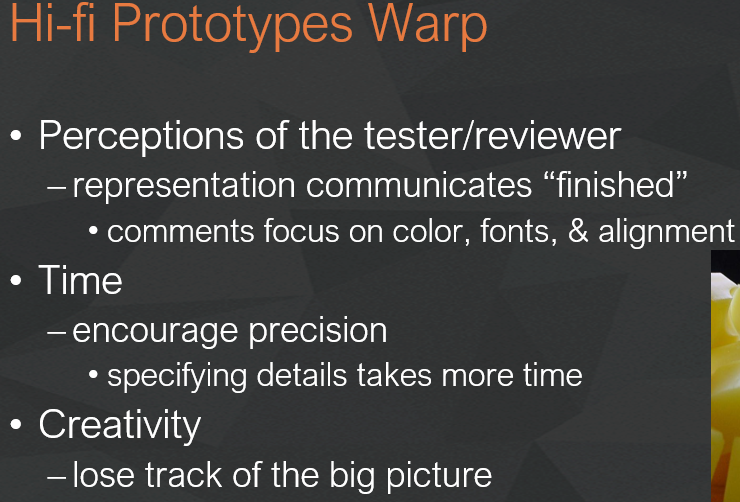 Hi-fi Prototypes Warp
• Perceptions of the tester/reviewer
– representation communicates “finished”
• comments focus on color, fonts, & alignment
• Time
– encourage precision
• specifying details takes more time
• Creativity
– lose track of the big picture